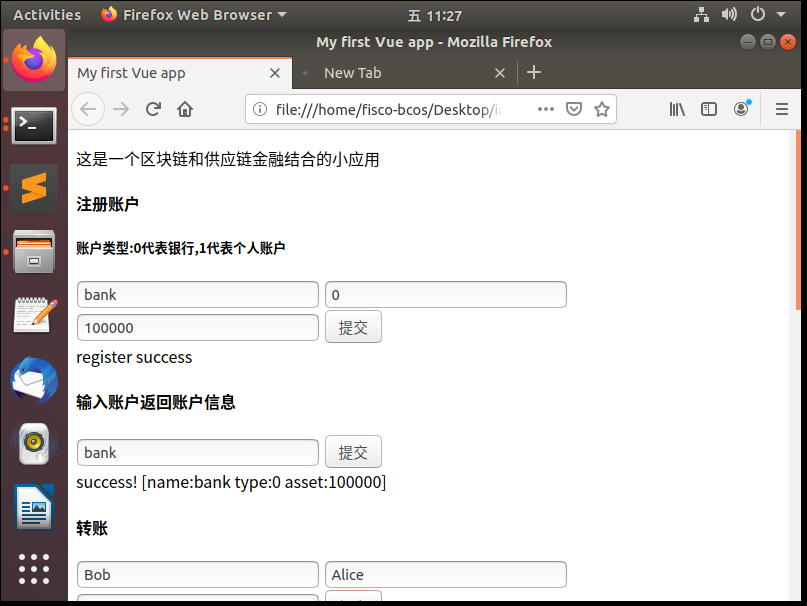 Activities Firefox Web Browser 五 11:27
My first Vue app - Mozilla Firefox
My first Vue app New Tab
file:///home/fisco-bcos/Desktop/
这是一个区块链和供应链金融结合的小应用
注册账户
账户类型:0代表银行,1代表个人账户
bank 0
100000 提交
register success
输入账户返回账户信息
bank 提交
success! [name:bank type:0 asset:100000]
转账
Bob Alice